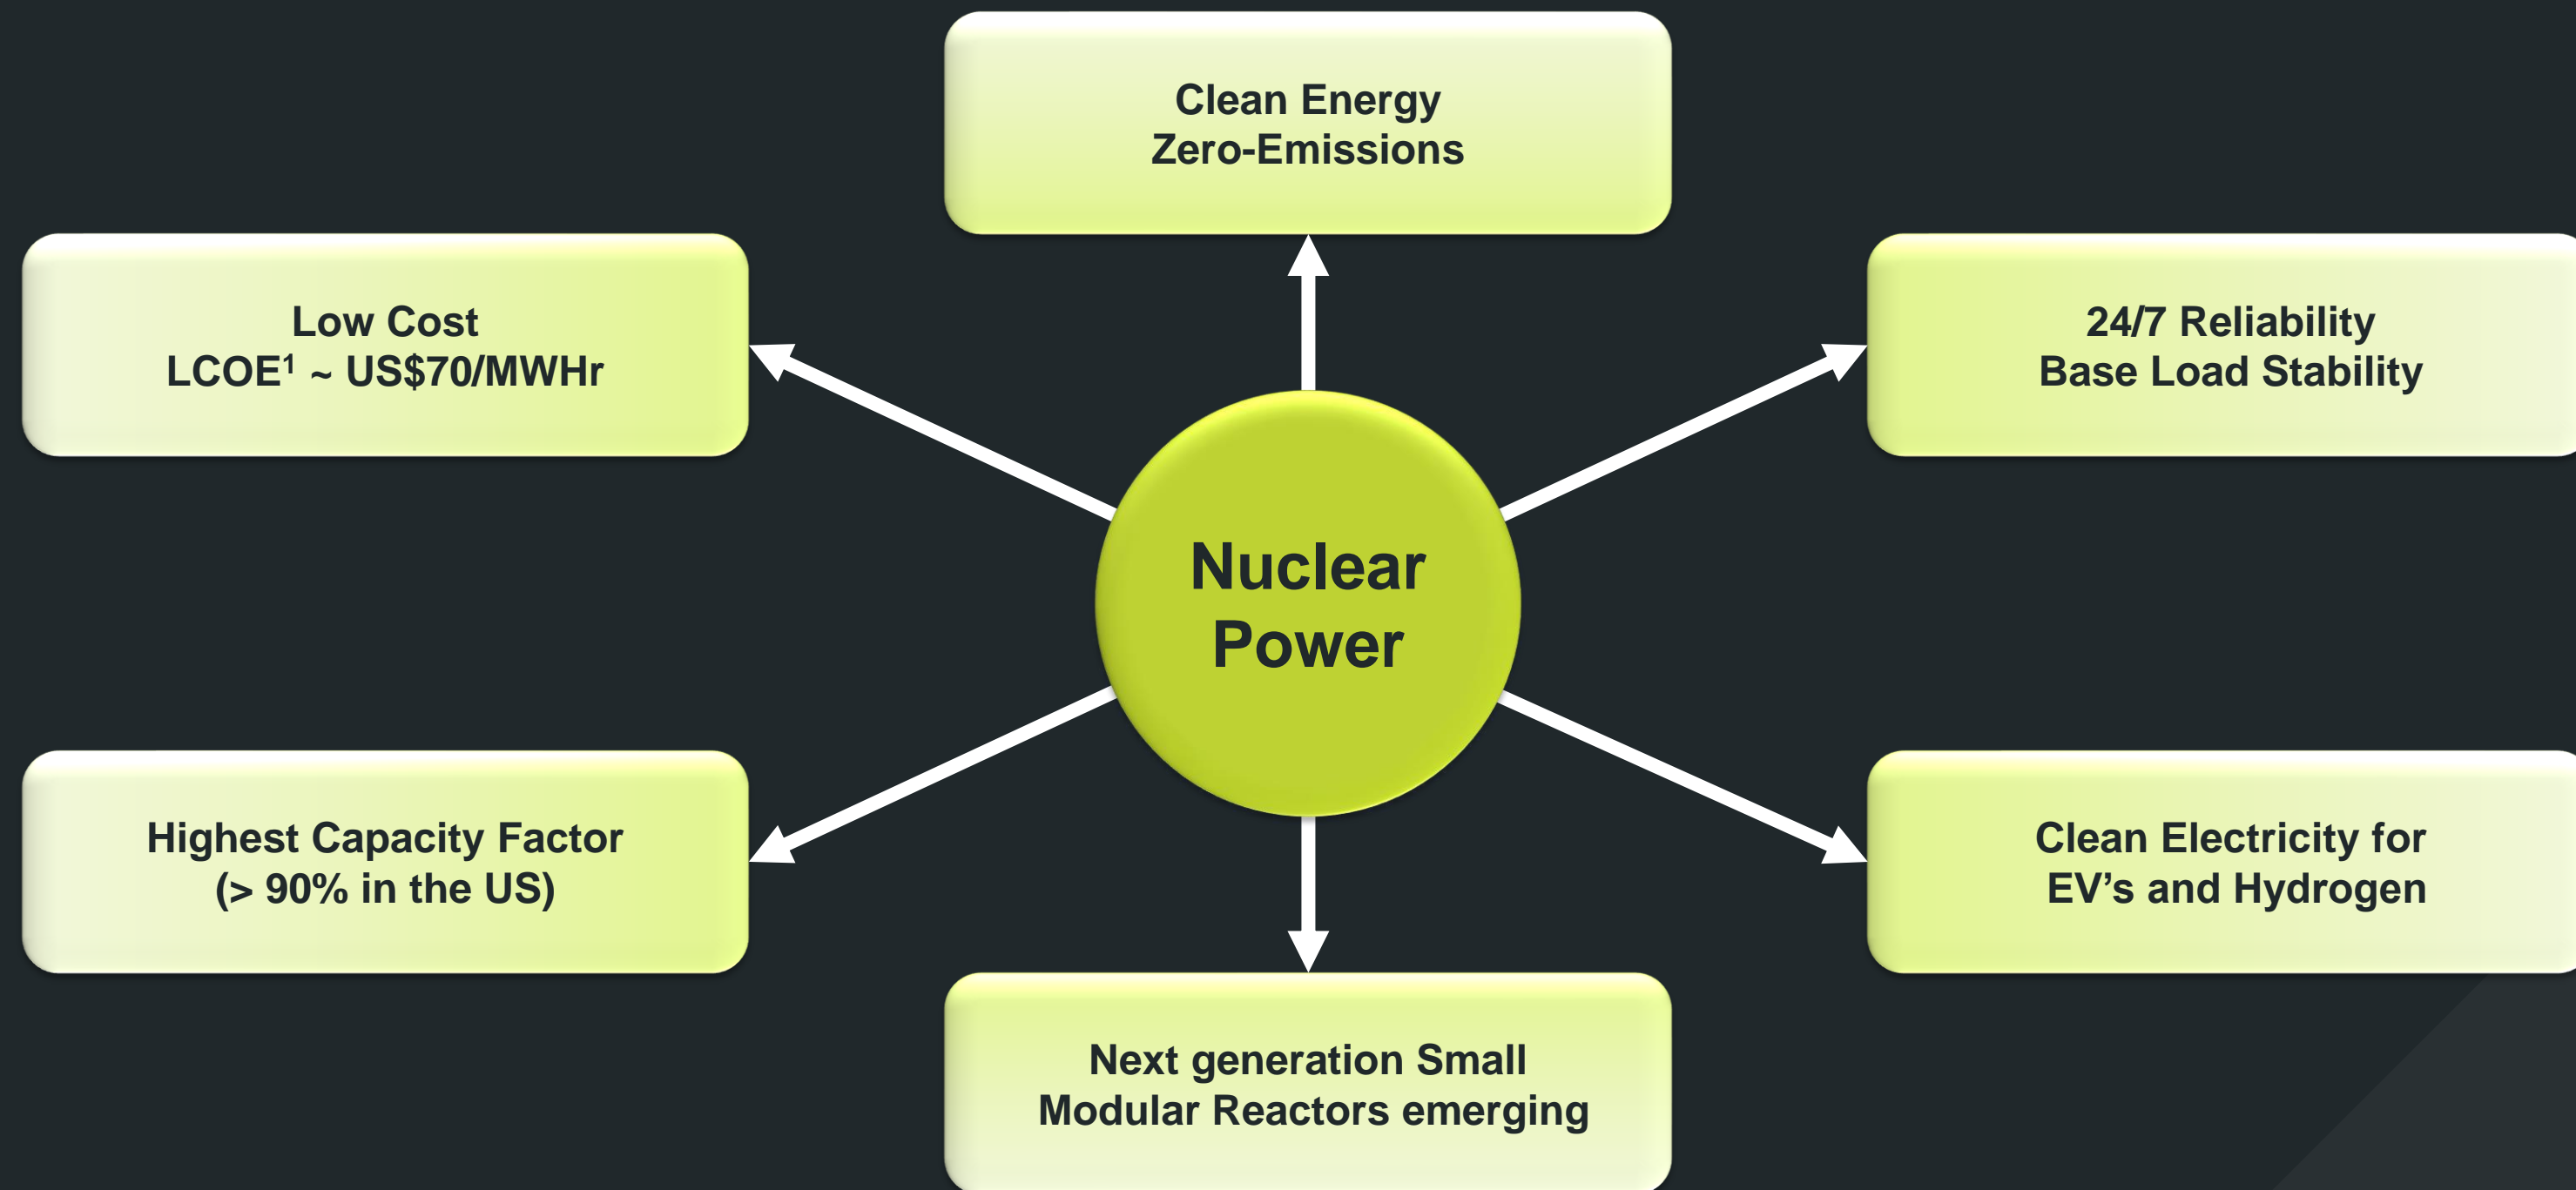 Clean Energy
Zero-Emissions
Low Cost
LCOE¹ ~ US$70/MWHr
24/7 Reliability
Base Load Stability
Nuclear
Power
Highest Capacity Factor
(> 90% in the US)
Clean Electricity for
EV’s and Hydrogen
Next generation Small
Modular Reactors emerging